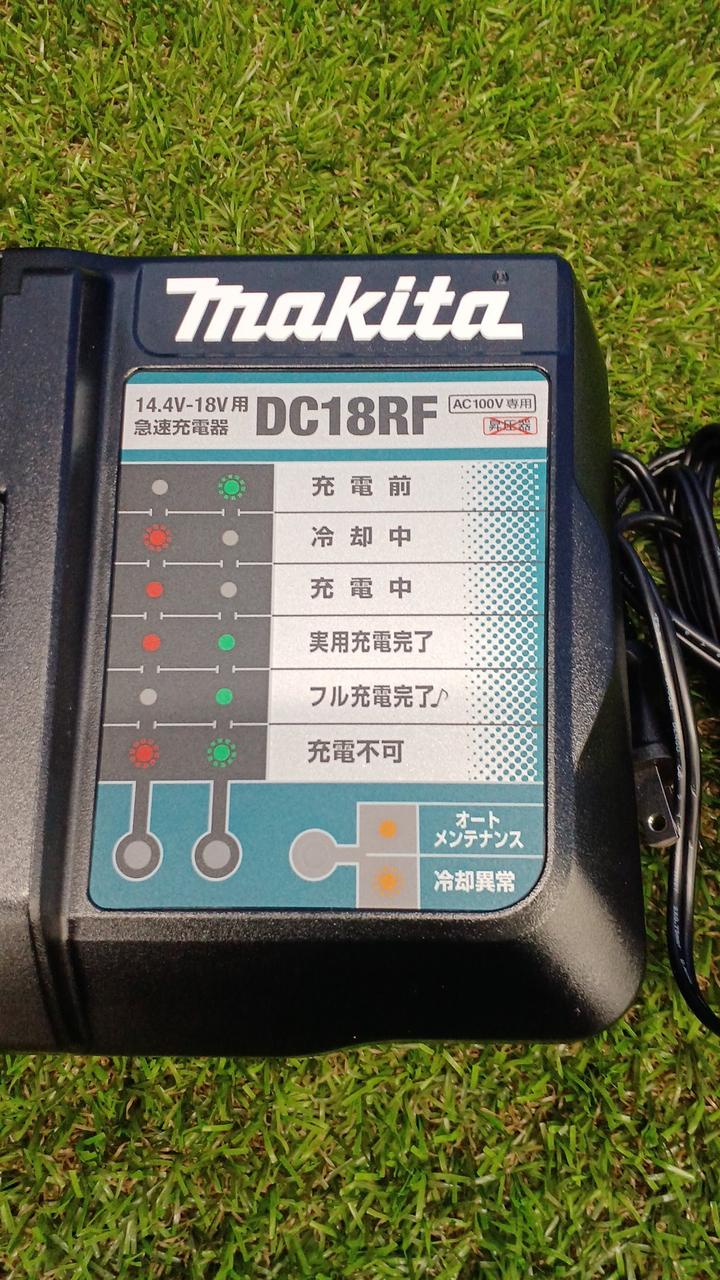 makita
14.4V-18V用
急速充電器
DC18RF
AC100V専用
昇圧器
充電前
冷却中
充電中
実用充電完了
フル充電完了♪
充電不可
オート
メンテナンス
冷却異常